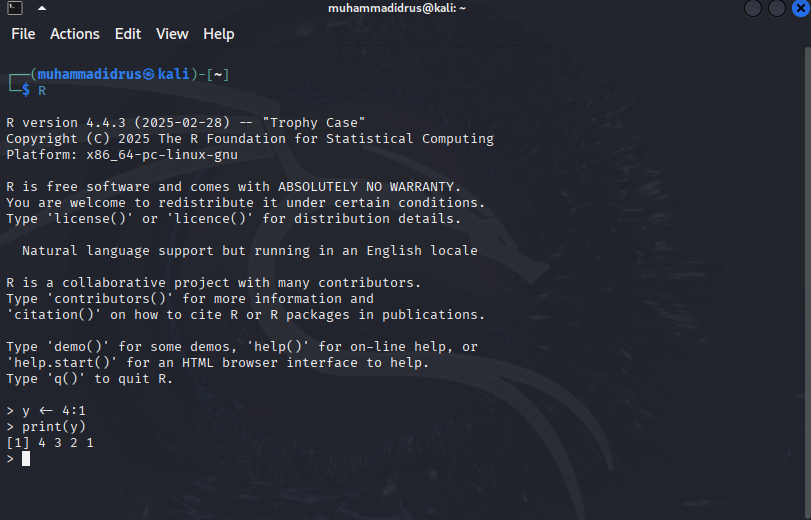 muhammadidrus@kali: ~
File Actions Edit View Help
┌──(muhammadidrus㉿kali)-[~]
└─$ R
R version 4.4.3 (2025-02-28) -- "Trophy Case"
Copyright (C) 2025 The R Foundation for Statistical Computing
Platform: x86_64-pc-linux-gnu
R is free software and comes with ABSOLUTELY NO WARRANTY.
You are welcome to redistribute it under certain conditions.
Type 'license()' or 'licence()' for distribution details.
Natural language support but running in an English locale
R is a collaborative project with many contributors.
Type 'contributors()' for more information and
'citation()' on how to cite R or R packages in publications.
Type 'demo()' for some demos, 'help()' for on-line help, or
'help.start()' for an HTML browser interface to help.
Type 'q()' to quit R.
> y <- 4:1
> print(y)
[1] 4 3 2 1
>